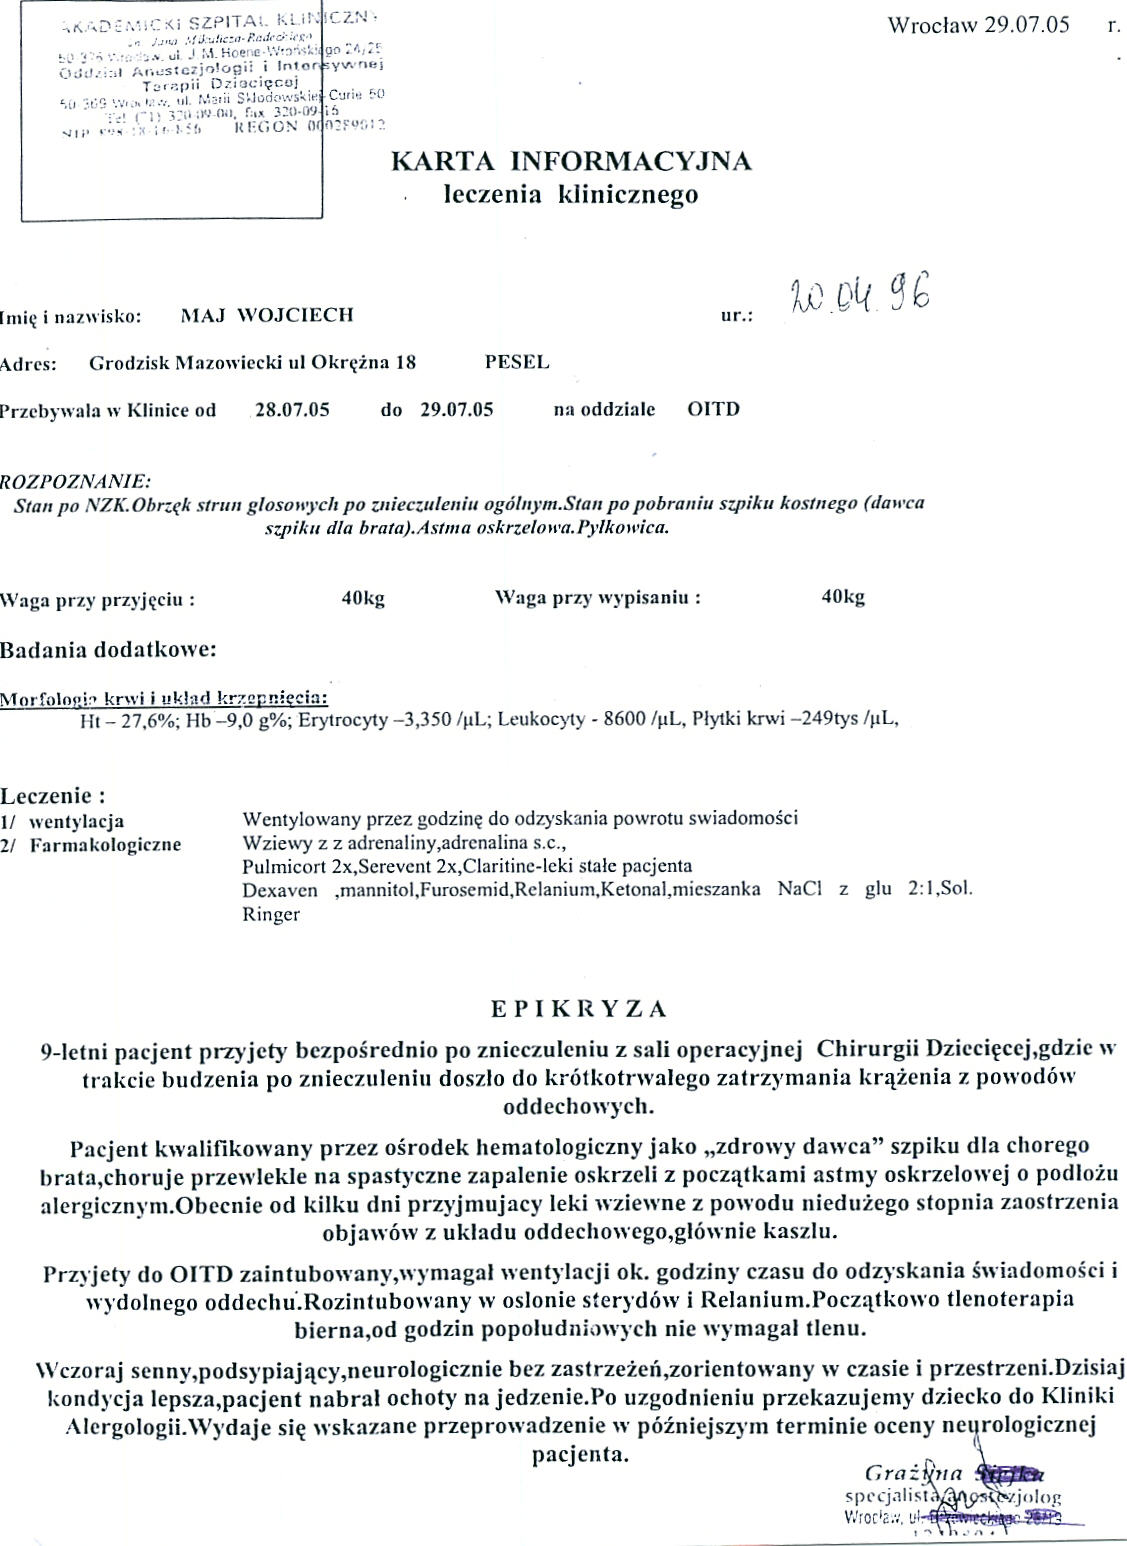 AKADEMICKI SZPITAL KLINICZNY
im. Jana Mikulicza-Radeckiego
50-376 Wrocław, ul. J. M. Hoene-Wrońskiego 24/25
Oddział Anestezjologii i Intensywnej
Terapii Dziecięcej
50-369 Wrocław, ul. Marii Skłodowskiej-Curie 50
Tel. (71) 320-09-00, fax 320-09-16
NIP REGON 000289012
Wrocław 29.07.05 r.
KARTA INFORMACYJNA
leczenia klinicznego
Imię i nazwisko: MAJ WOJCIECH ur.: 20.04.96
Adres: Grodzisk Mazowiecki ul Okrężna 18 PESEL
Przebywala w Klinice od 28.07.05 do 29.07.05 na oddziale OITD
ROZPOZNANIE:
Stan po NZK.Obrzęk strun głosowych po znieczuleniu ogólnym.Stan po pobraniu szpiku kostnego (dawca
szpiku dla brata).Astma oskrzelowa.Pyłkowica.
Waga przy przyjęciu : 40kg Waga przy wypisaniu : 40kg
Badania dodatkowe:
Morfologia krwi i układ krzepnięcia:
Ht – 27,6%; Hb –9,0 g%; Erytrocyty –3,350 /µL; Leukocyty - 8600 /µL, Płytki krwi –249tys /µL,
Leczenie :
1/ wentylacja Wentylowany przez godzinę do odzyskania powrotu swiadomości
2/ Farmakologiczne Wziewy z z adrenaliny,adrenalina s.c.,
Pulmicort 2x,Serevent 2x,Claritine-leki stałe pacjenta
Dexaven ,mannitol,Furosemid,Relanium,Ketonal,mieszanka NaCl z glu 2:1,Sol.
Ringer
E P I K R Y Z A
9-letni pacjent przyjety bezpośrednio po znieczuleniu z sali operacyjnej Chirurgii Dziecięcej,gdzie w
trakcie budzenia po znieczuleniu doszło do krótkotrwałego zatrzymania krążenia z powodów
oddechowych.
Pacjent kwalifikowany przez ośrodek hematologiczny jako „zdrowy dawca” szpiku dla chorego
brata,choruje przewlekle na spastyczne zapalenie oskrzeli z początkami astmy oskrzelowej o podłożu
alergicznym.Obecnie od kilku dni przyjmujacy leki wziewne z powodu niedużego stopnia zaostrzenia
objawów z układu oddechowego,głównie kaszlu.
Przyjety do OITD zaintubowany,wymagał wentylacji ok. godziny czasu do odzyskania świadomości i
wydolnego oddechu.Rozintubowany w oslonie sterydów i Relanium.Początkowo tlenoterapia
bierna,od godzin popołudniowych nie wymagał tlenu.
Wczoraj senny,podsypiający,neurologicznie bez zastrzeżeń,zorientowany w czasie i przestrzeni.Dzisiaj
kondycja lepsza,pacjent nabrał ochoty na jedzenie.Po uzgodnieniu przekazujemy dziecko do Kliniki
Alergologii.Wydaje się wskazane przeprowadzenie w późniejszym terminie oceny neurologicznej
pacjenta.
Grażyna
specjalista anestezjolog
Wrocław, ul.